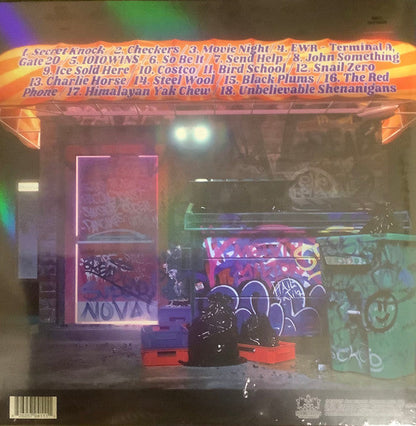 1. Secret Knock / 2. Checkers / 3. Movie Night / 4. EWR - Terminal A,
Gate 20 / 5. 1010WINS / 6. So Be It / 7. Send Help / 8. John Something
9. Ice Sold Here / 10. Costco / 11. Bird School / 12. Snail Zero
13. Charlie Horse / 14. Steel Wool / 15. Black Plums / 16. The Red
Phone / 17. Himalayan Yak Chew / 18. Unbelievable Shenanigans
NOVA